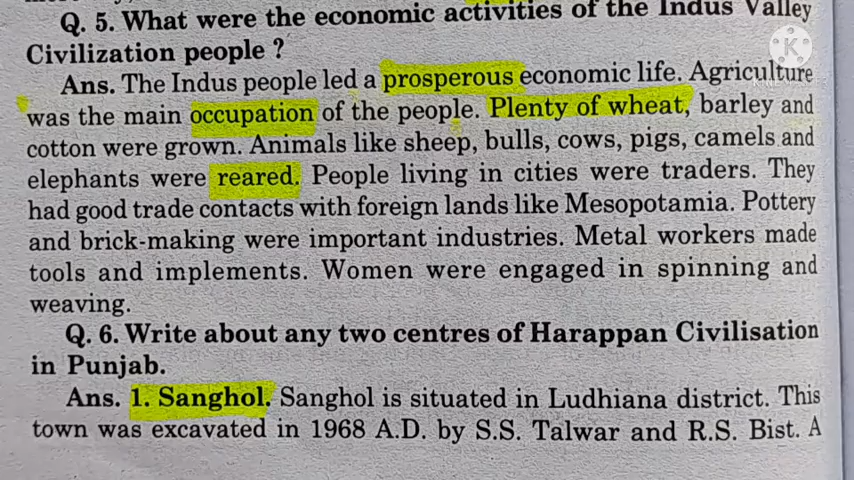 Q. 5. What were the economic activities of the Indus Valley
Civilization people ?
Ans. The Indus people led a prosperous economic life. Agriculture
was the main occupation of the people. Plenty of wheat, barley and
cotton were grown. Animals like sheep, bulls, cows, pigs, camels and
elephants were reared. People living in cities were traders. They
had good trade contacts with foreign lands like Mesopotamia. Pottery
and brick-making were important industries. Metal workers made
tools and implements. Women were engaged in spinning and
weaving.
Q. 6. Write about any two centres of Harappan Civilisation
in Punjab.
Ans. 1. Sanghol. Sanghol is situated in Ludhiana district. This
town was excavated in 1968 A.D. by S.S. Talwar and R.S. Bist. A
K